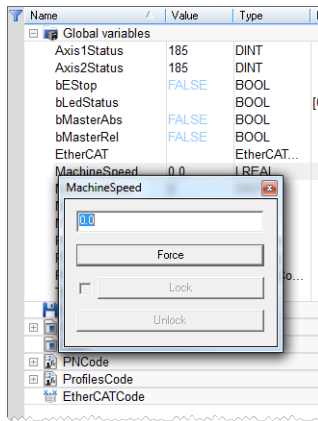 Name Value Type
Global variables
Axis1Status 185 DINT
Axis2Status 185 DINT
bEStop FALSE BOOL
bLedStatus BOOL
bMasterAbs FALSE BOOL
bMasterRel FALSE BOOL
EtherCAT EtherCAT...
MachineSpeed 0.0 LREAL
MachineSpeed
0.0
Force
Lock
Unlock
PNCode
ProfilesCode
EtherCATCode